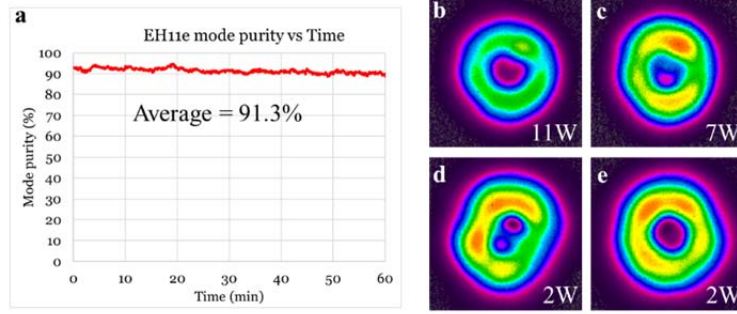 a
EH11e mode purity vs Time
100
90
80
70
60
50
40
30
20
10
0
Mode purity (%)
Average = 91.3%
0 10 20 30 40 50 60
Time (min)
b
11W
c
7W
d
2W
e
2W